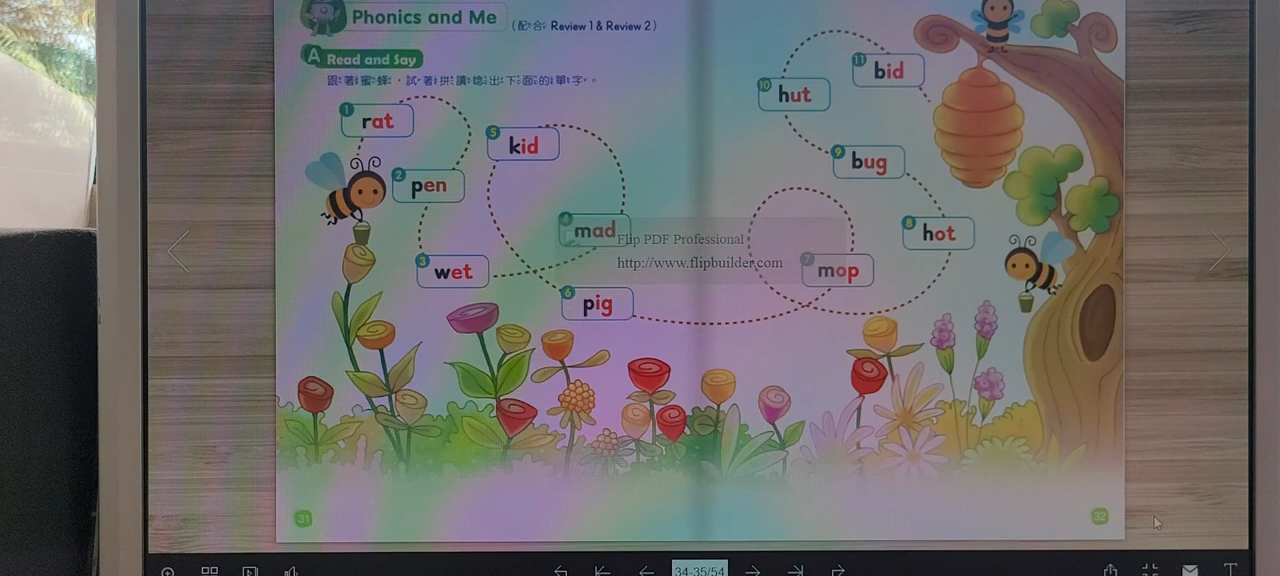 Phonics and Me (配合 Review 1 & Review 2)
A Read and Say
跟著蜜蜂，試著拼讀唸出下面的單字。
1 rat
2 pen
3 wet
4 mad
5 kid
6 pig
7 mop
8 hot
9 bug
10 hut
11 bid
Flip PDF Professional
http://www.flipbuilder.com
31
32
34-35/54